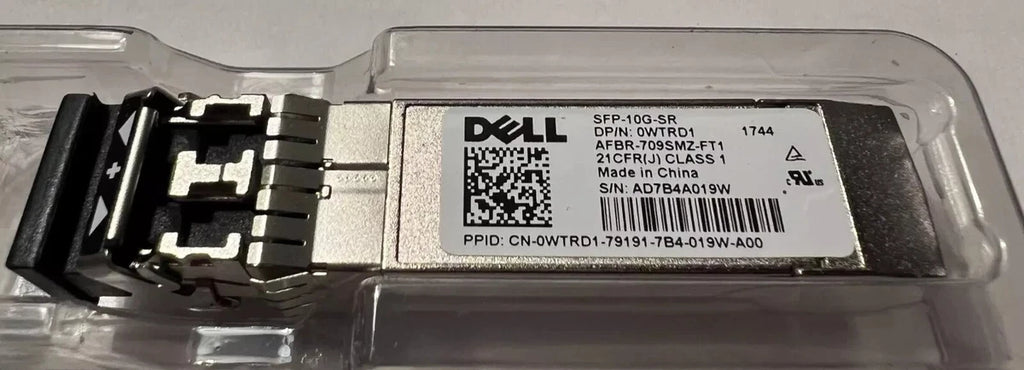 DELL
SFP-10G-SR
DP/N: 0WTRD1 1744
AFBR-709SMZ-FT1
21CFR(J) CLASS 1
Made in China
S/N: AD7B4A019W
PPID: CN-0WTRD1-79191-7B4-019W-A00